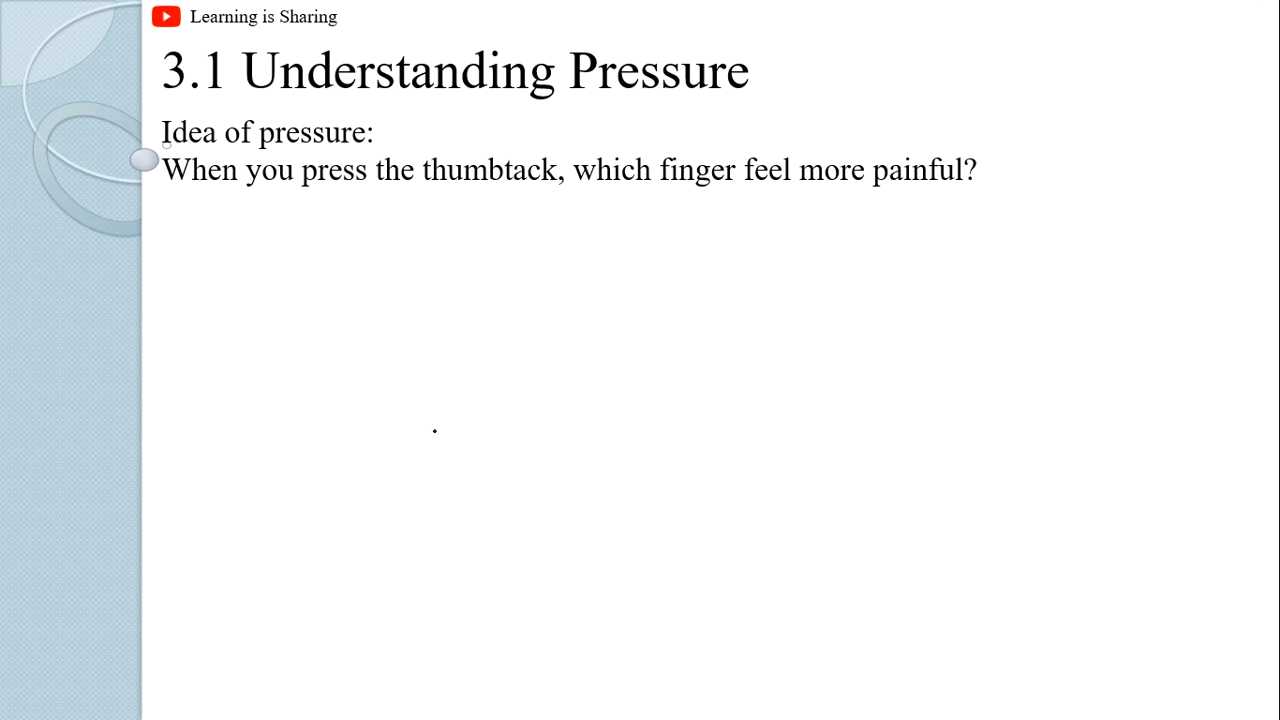 Learning is Sharing
3.1 Understanding Pressure
Idea of pressure:
When you press the thumbtack, which finger feel more painful?